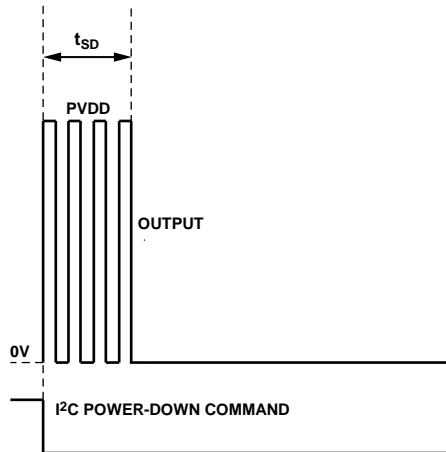 tSD
PVDD
OUTPUT
0V
I²C POWER-DOWN COMMAND